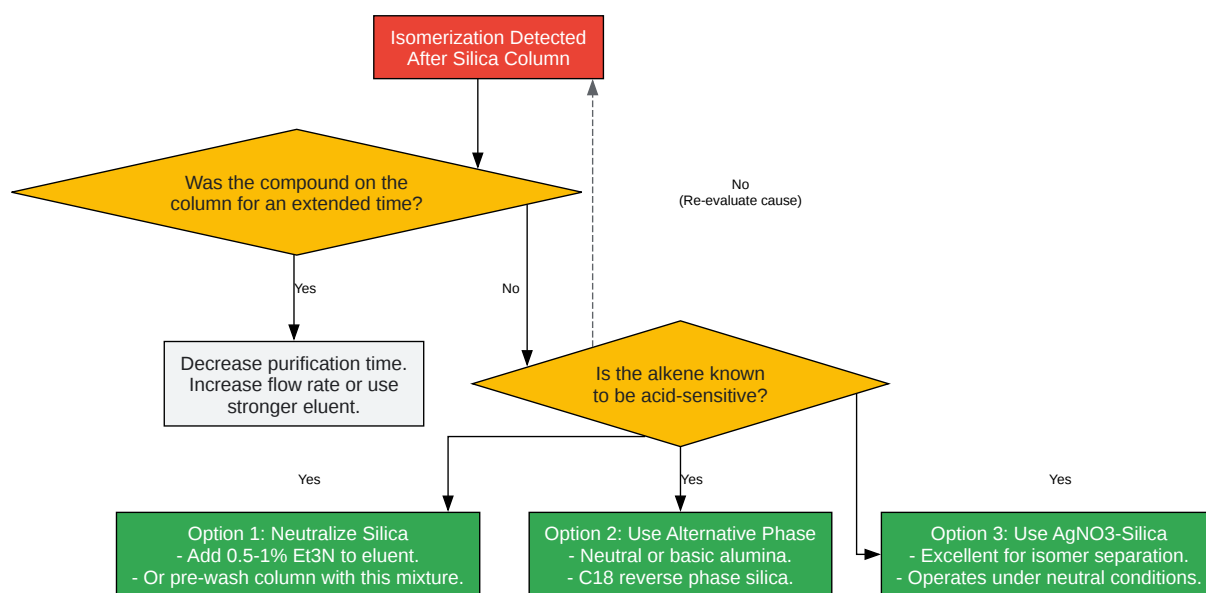 Isomerization Detected
After Silica Column
Was the compound on the
column for an extended time?
No
(Re-evaluate cause)
Yes
No
Decrease purification time.
Increase flow rate or use
stronger eluent.
Is the alkene known
to be acid-sensitive?
Yes
Yes
Yes
Option 1: Neutralize Silica
- Add 0.5-1% Et3N to eluent.
- Or pre-wash column with this mixture.
Option 2: Use Alternative Phase
- Neutral or basic alumina.
- C18 reverse phase silica.
Option 3: Use AgNO3-Silica
- Excellent for isomer separation.
- Operates under neutral conditions.